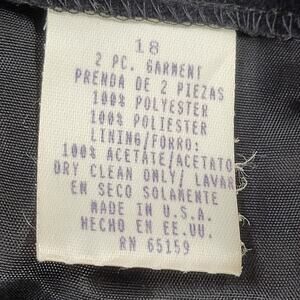 18
2 PC. GARMENT
PRENDA DE 2 PIEZAS
100% POLYESTER
100% POLIESTER
LINING/FORRO:
100% ACETATE/ACETATO
DRY CLEAN ONLY/ LAVAR
EN SECO SOLAMENTE
MADE IN U.S.A.
HECHO EN EE.UU.
RN 65159